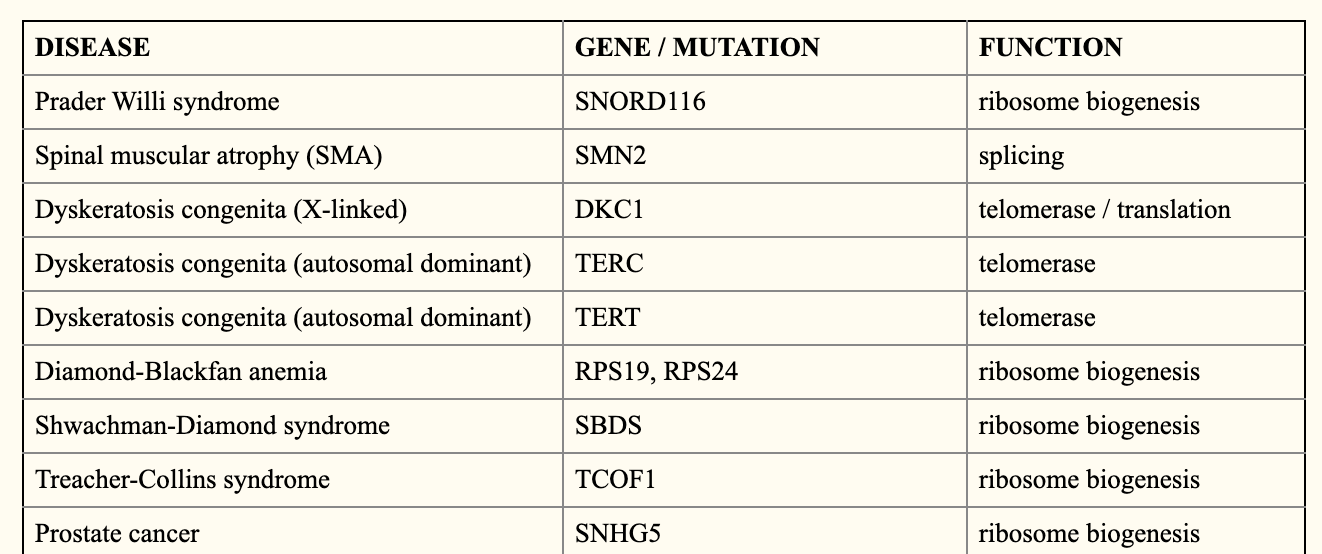 DISEASE GENE / MUTATION FUNCTION
Prader Willi syndrome SNORD116 ribosome biogenesis
Spinal muscular atrophy (SMA) SMN2 splicing
Dyskeratosis congenita (X-linked) DKC1 telomerase / translation
Dyskeratosis congenita (autosomal dominant) TERC telomerase
Dyskeratosis congenita (autosomal dominant) TERT telomerase
Diamond-Blackfan anemia RPS19, RPS24 ribosome biogenesis
Shwachman-Diamond syndrome SBDS ribosome biogenesis
Treacher-Collins syndrome TCOF1 ribosome biogenesis
Prostate cancer SNHG5 ribosome biogenesis